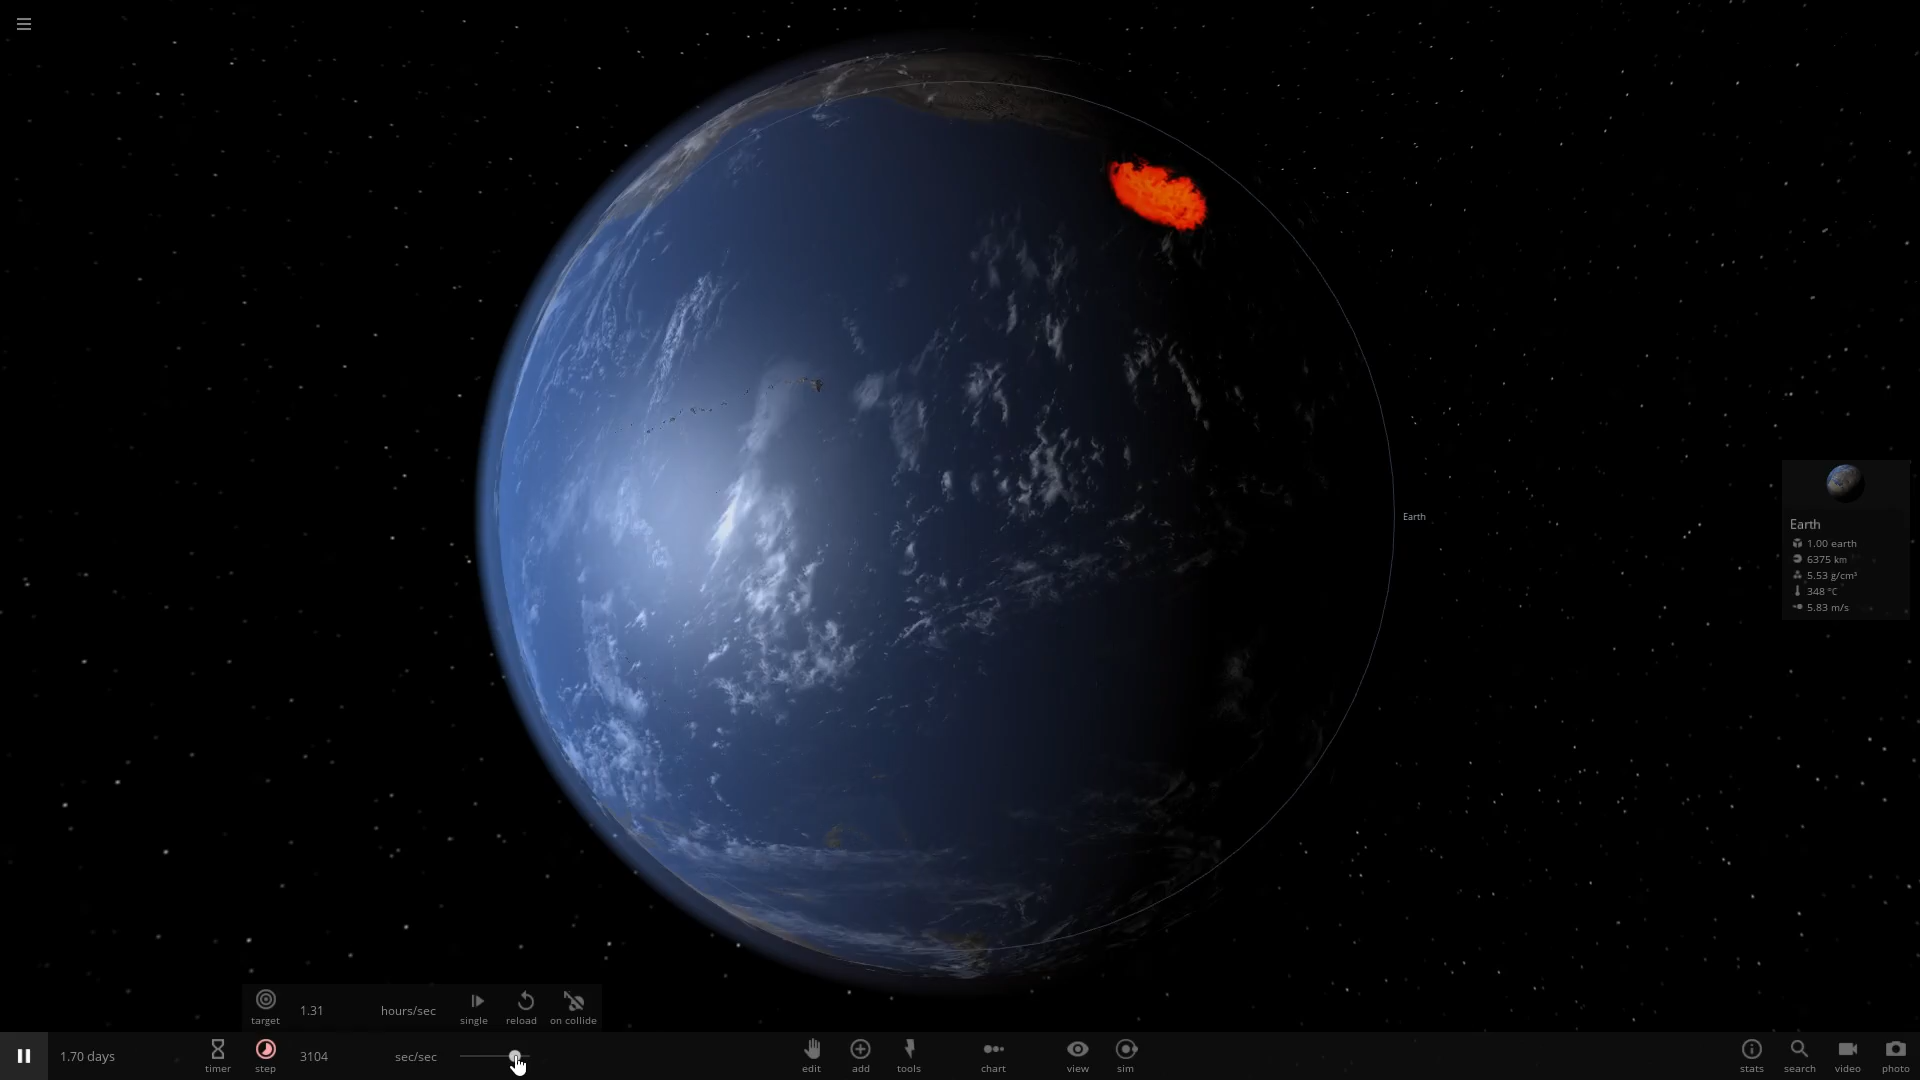 Earth
Earth
1.00 earth
6375 km
5.53 g/cm³
348 °C
5.83 m/s
target
1.31
hours/sec
single
reload
on collide
1.70 days
timer
step
3104
sec/sec
edit
add
tools
chart
view
sim
stats
search
video
photo